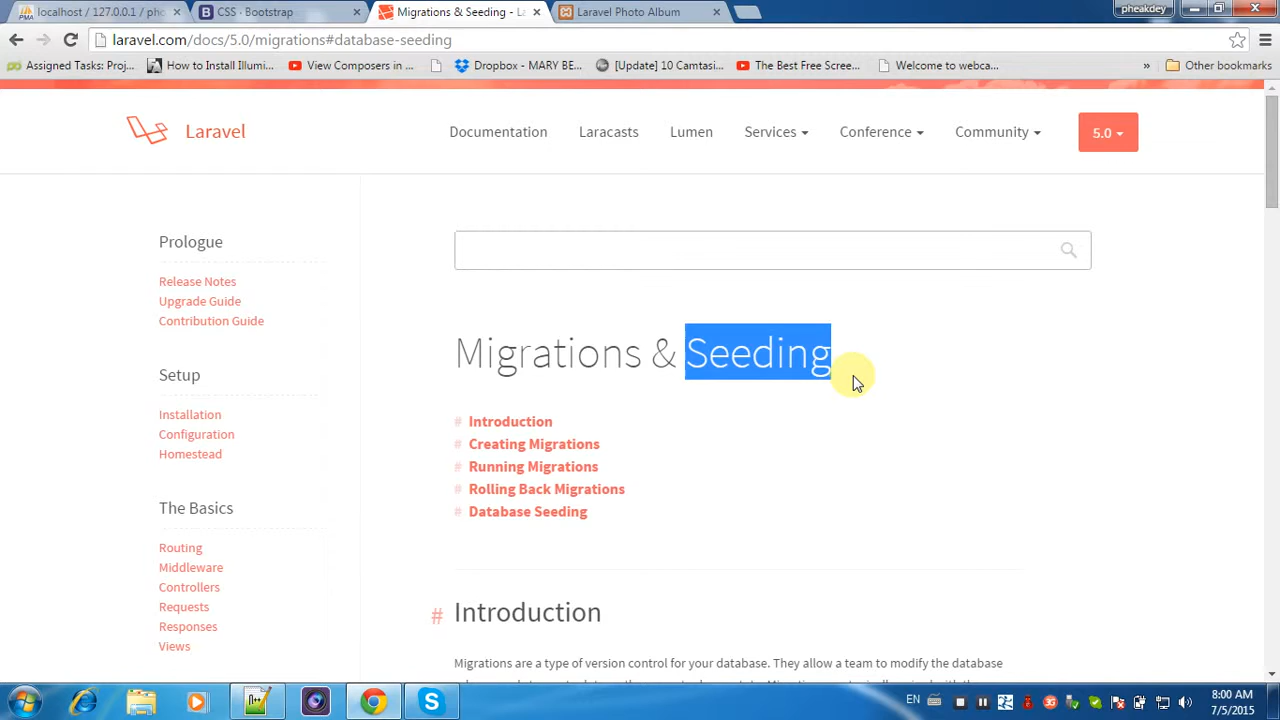 localhost / 127.0.0.1 / pho
CSS · Bootstrap
Migrations & Seeding - La
Laravel Photo Album
pheakdey
laravel.com/docs/5.0/migrations#database-seeding
Assigned Tasks: Proj...
How to Install Illumi...
View Composers in ...
Dropbox - MARY BE...
[Update] 10 Camtasi...
The Best Free Scree...
Welcome to webca...
»
Other bookmarks
Laravel
Documentation
Laracasts
Lumen
Services
Conference
Community
5.0
Prologue
Release Notes
Upgrade Guide
Contribution Guide
Setup
Installation
Configuration
Homestead
The Basics
Routing
Middleware
Controllers
Requests
Responses
Views
Migrations & Seeding
# Introduction
# Creating Migrations
# Running Migrations
# Rolling Back Migrations
# Database Seeding
# Introduction
Migrations are a type of version control for your database. They allow a team to modify the database
EN
8:00 AM
7/5/2015